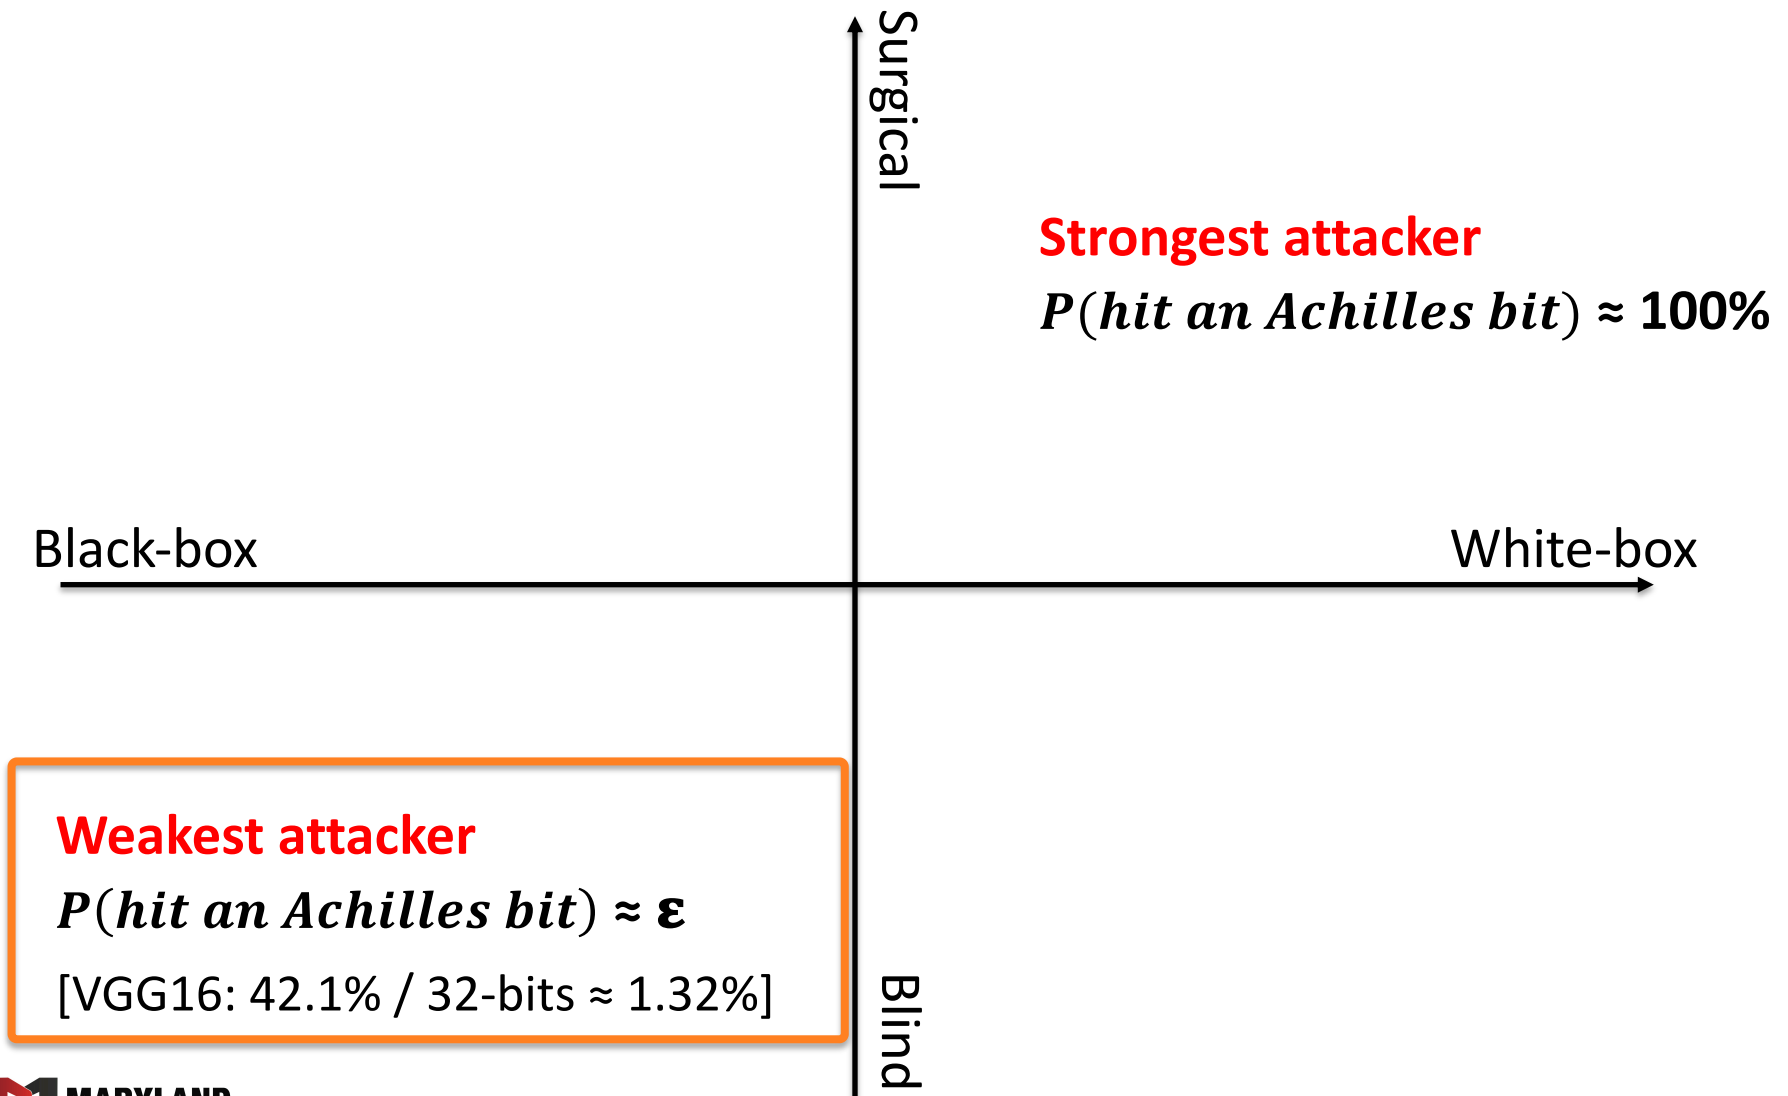 Surgical
Strongest attacker
P(hit an Achilles bit) ≈ 100%
Black-box
White-box
Weakest attacker
P(hit an Achilles bit) ≈ ε
[VGG16: 42.1% / 32-bits ≈ 1.32%]
Blind
MARYLAND